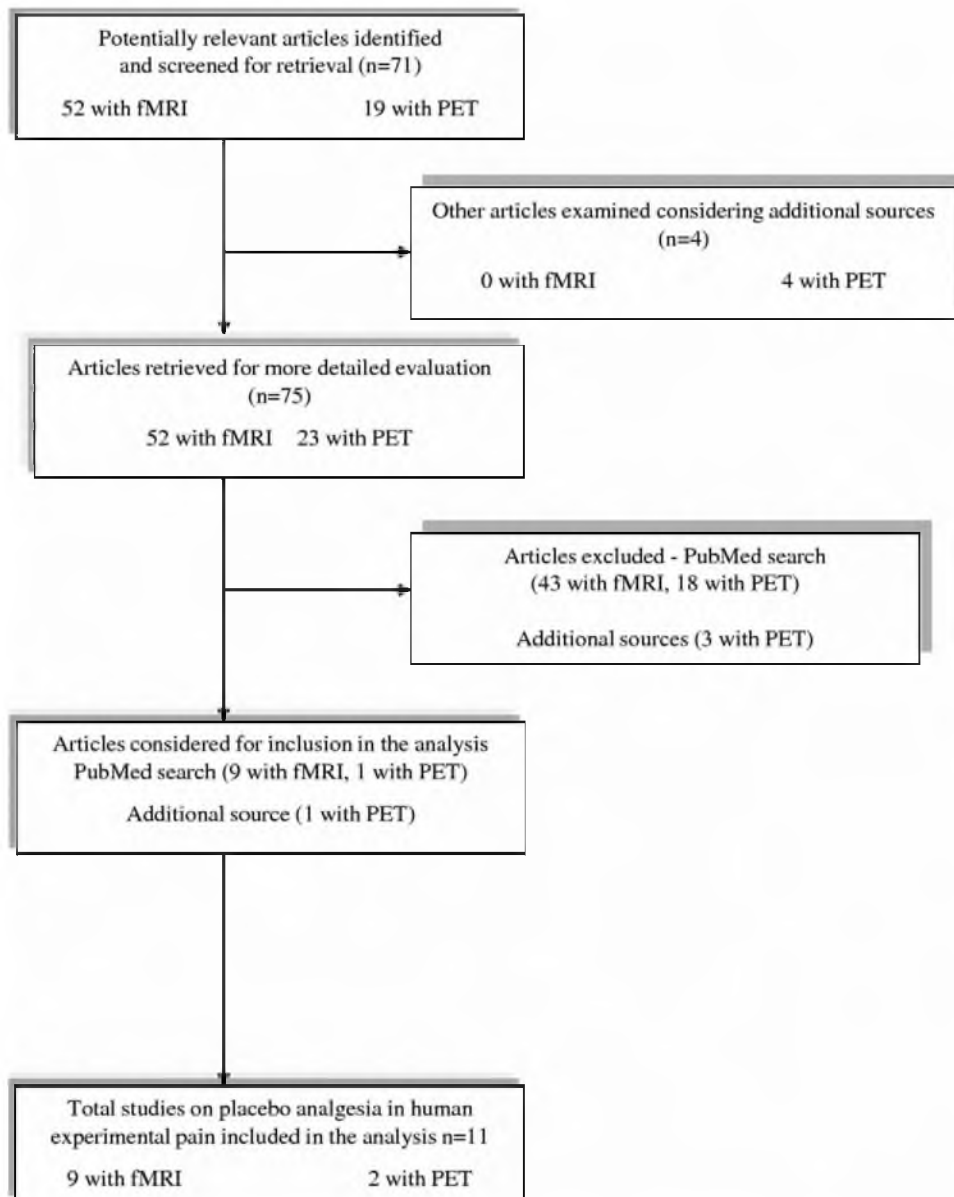 Potentially relevant articles identified
and screened for retrieval (n=71)
52 with fMRI 19 with PET
Other articles examined considering additional sources
(n=4)
0 with fMRI 4 with PET
Articles retrieved for more detailed evaluation
(n=75)
52 with fMRI 23 with PET
Articles excluded - PubMed search
(43 with fMRI, 18 with PET)
Additional sources (3 with PET)
Articles considered for inclusion in the analysis
PubMed search (9 with fMRI, 1 with PET)
Additional source (1 with PET)
Total studies on placebo analgesia in human
experimental pain included in the analysis n=11
9 with fMRI 2 with PET